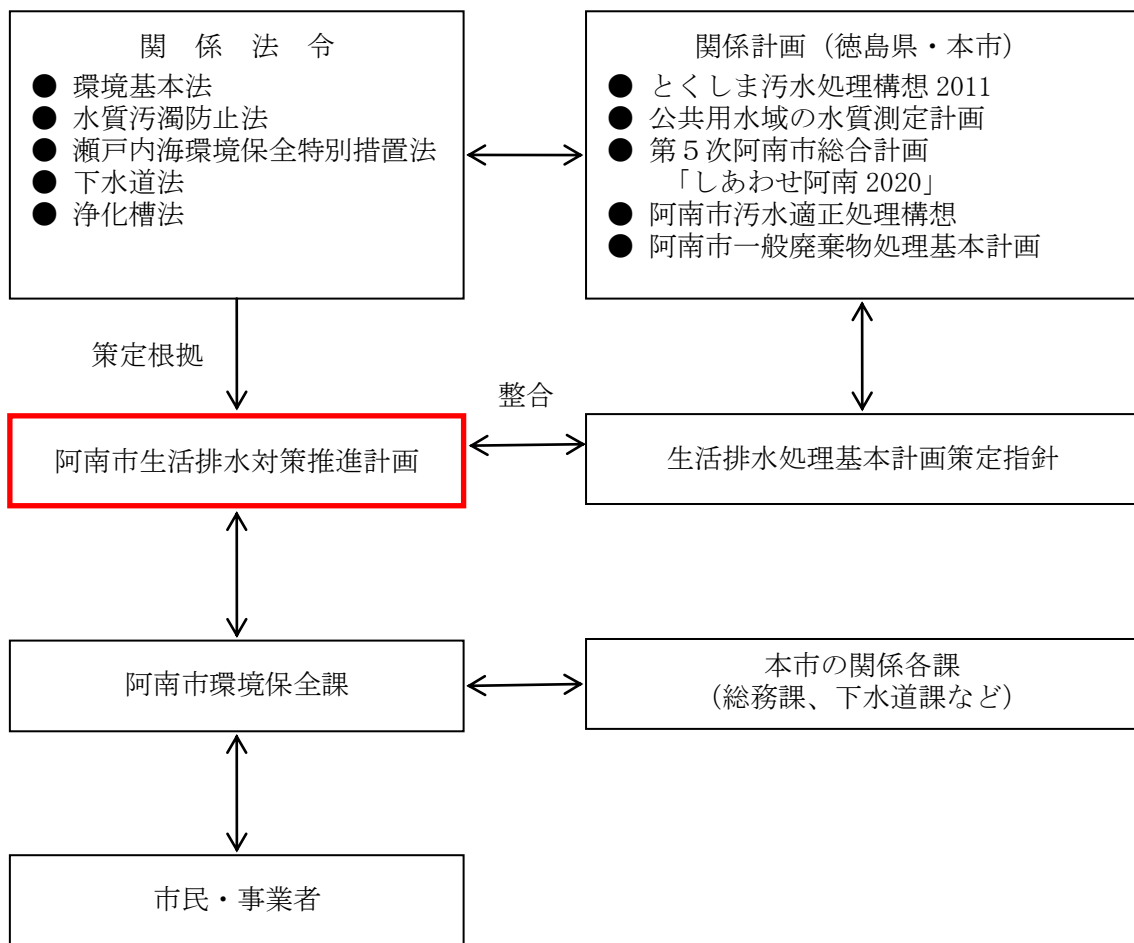 関 係 法 令
● 環境基本法
● 水質汚濁防止法
● 瀬戸内海環境保全特別措置法
● 下水道法
● 浄化槽法
関係計画（徳島県・本市）
● とくしま汚水処理構想 2011
● 公共用水域の水質測定計画
● 第５次阿南市総合計画
「しあわせ阿南 2020」
● 阿南市汚水適正処理構想
● 阿南市一般廃棄物処理基本計画
策定根拠
整合
阿南市生活排水対策推進計画
生活排水処理基本計画策定指針
阿南市環境保全課
本市の関係各課
（総務課、下水道課など）
市民・事業者